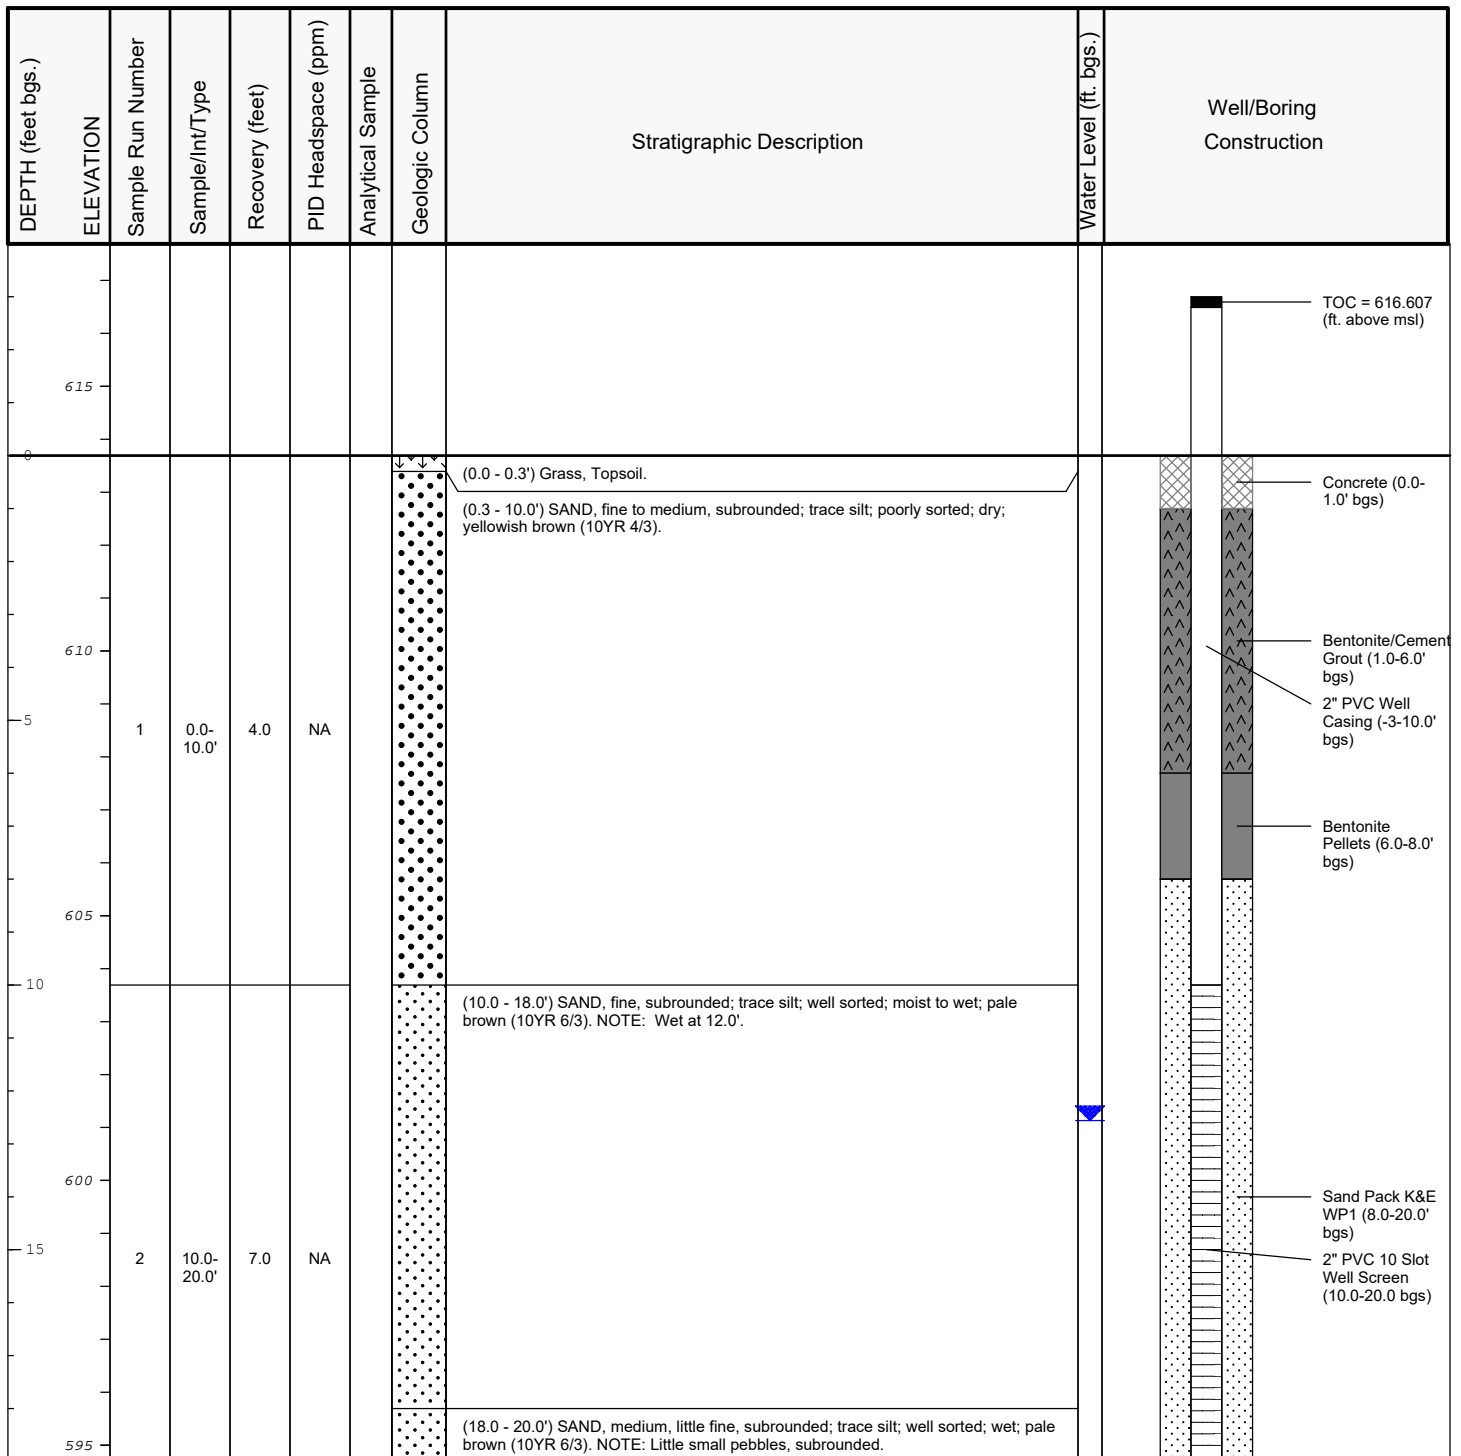 DEPTH (feet bgs.)
ELEVATION
Sample Run Number
Sample/Int/Type
Recovery (feet)
PID Headspace (ppm)
Analytical Sample
Geologic Column
Stratigraphic Description
Water Level (ft. bgs.)
Well/Boring
Construction
TOC = 616.607
(ft. above msl)
615
0
(0.0 - 0.3') Grass, Topsoil.
Concrete (0.0-
1.0' bgs)
(0.3 - 10.0') SAND, fine to medium, subrounded; trace silt; poorly sorted; dry;
yellowish brown (10YR 4/3).
610
Bentonite/Cement
Grout (1.0-6.0'
bgs)
5
1
0.0-
10.0'
4.0
NA
2" PVC Well
Casing (-3-10.0'
bgs)
Bentonite
Pellets (6.0-8.0'
bgs)
605
10
(10.0 - 18.0') SAND, fine, subrounded; trace silt; well sorted; moist to wet; pale
brown (10YR 6/3). NOTE:  Wet at 12.0'.
600
Sand Pack K&E
WP1 (8.0-20.0'
bgs)
15
2
10.0-
20.0'
7.0
NA
2" PVC 10 Slot
Well Screen
(10.0-20.0 bgs)
(18.0 - 20.0') SAND, medium, little fine, subrounded; trace silt; well sorted; wet; pale
brown (10YR 6/3). NOTE: Little small pebbles, subrounded.
595